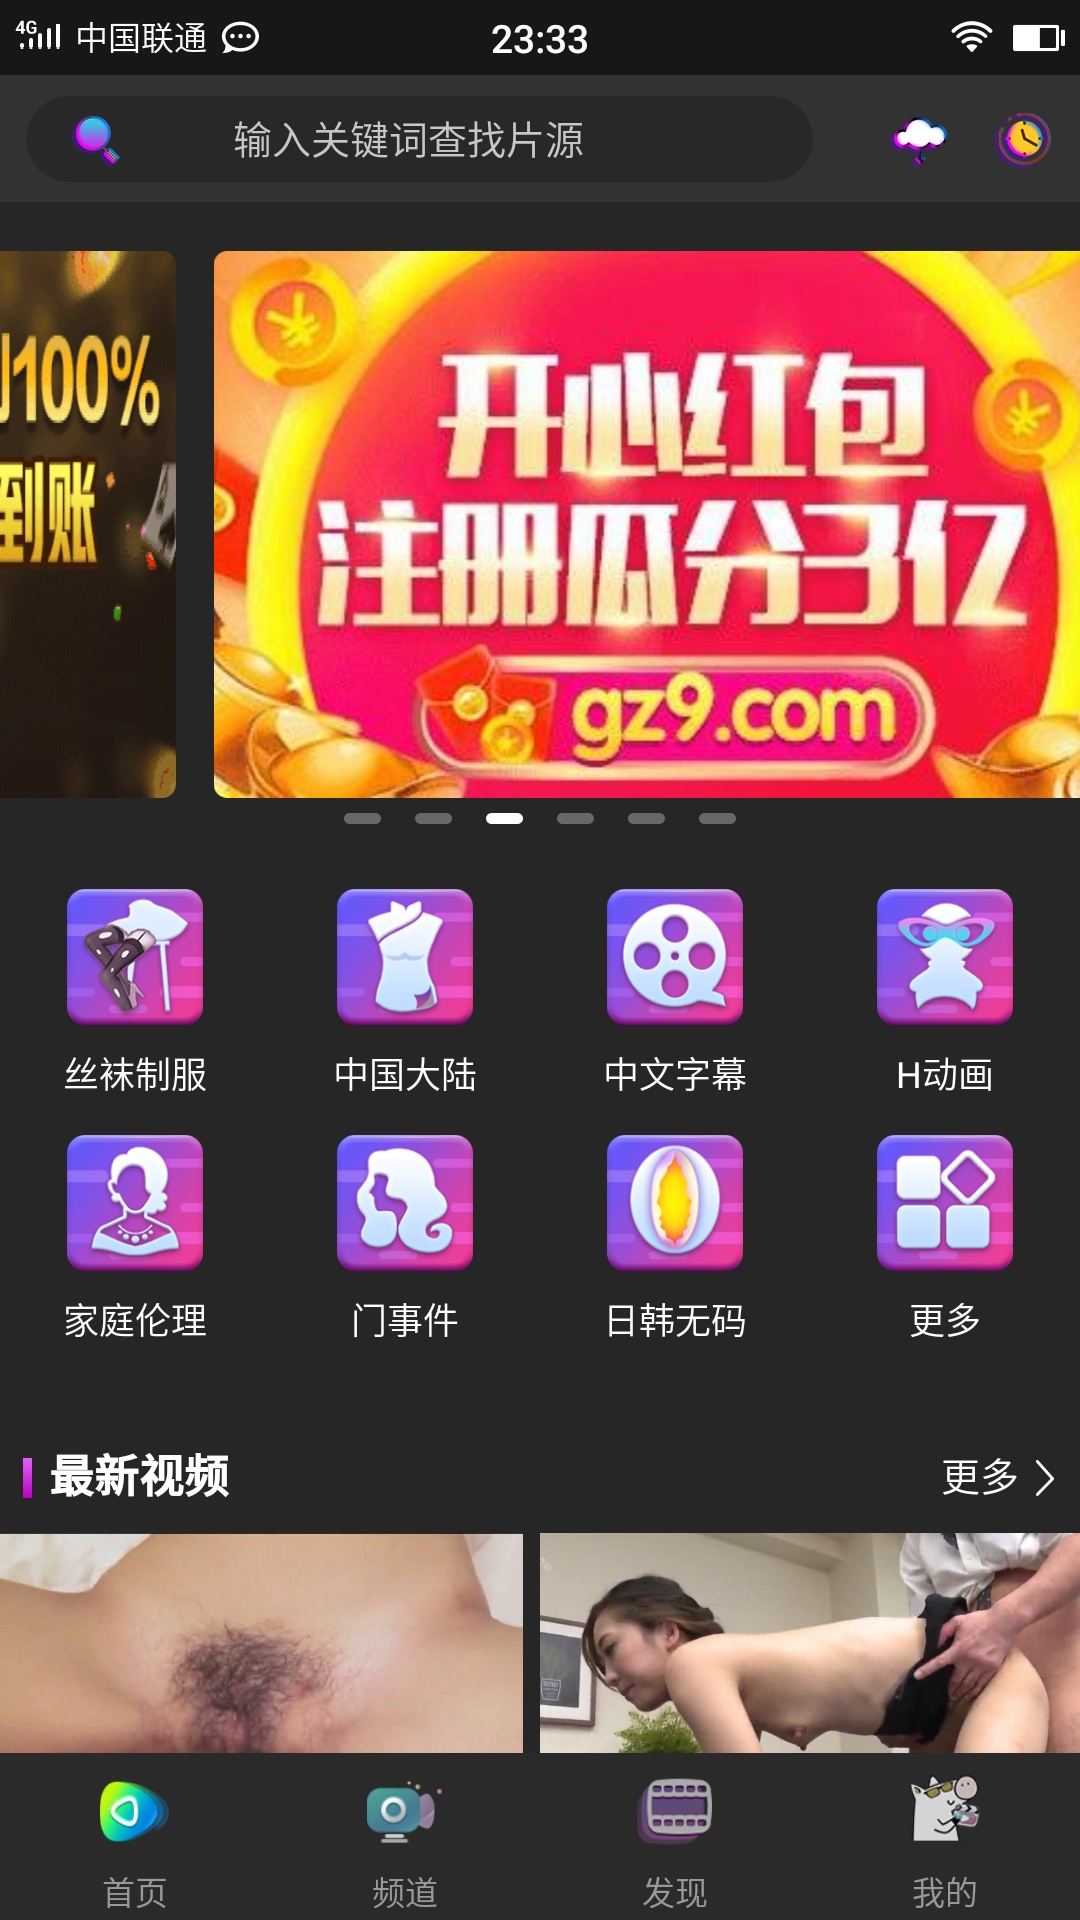 4G 中国联通 23:33
输入关键词查找片源
100%
到账
开心红包
注册瓜分3亿
gz9.com
丝袜制服 中国大陆 中文字幕 H动画
家庭伦理 门事件 日韩无码 更多
最新视频 更多
首页 频道 发现 我的